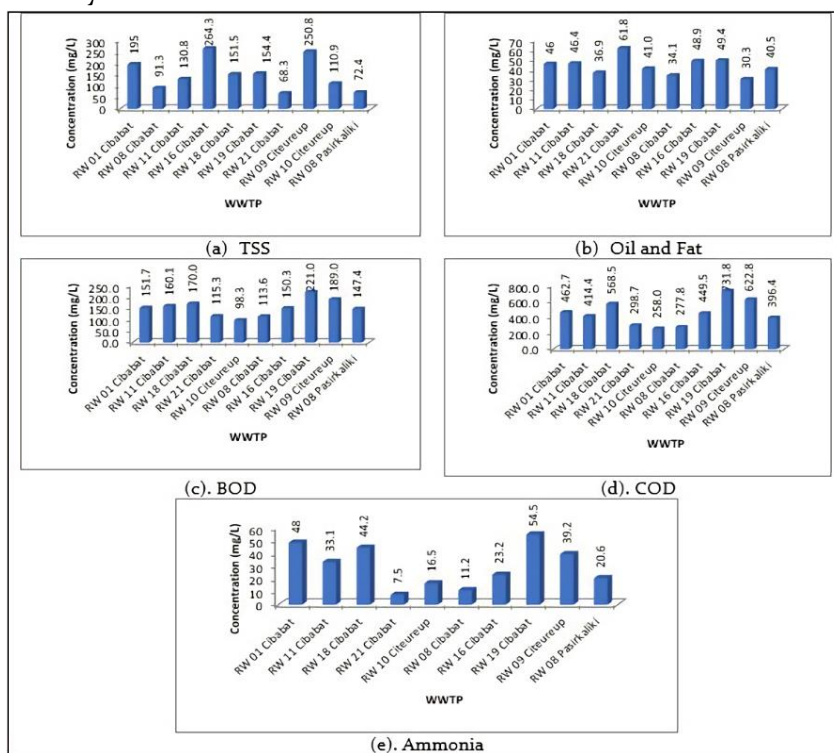 300
250
200
150
100
50
0
Concentration (mg/L)
195
91.3
130.8
264.3
151.5
154.4
68.3
250.8
110.9
72.4
RW 01 Cibabat
RW 08 Cibabat
RW 11 Cibabat
RW 16 Cibabat
RW 18 Cibabat
RW 19 Cibabat
RW 21 Cibabat
RW 09 Citeureup
RW 10 Citeureup
RW 08 Pasirkaliki
WWTP
(a) TSS
70
60
50
40
30
20
10
0
Concentration (mg/L)
46
46.4
36.9
61.8
41.0
34.1
48.9
49.4
30.3
40.5
RW 01 Cibabat
RW 11 Cibabat
RW 18 Cibabat
RW 21 Cibabat
RW 10 Citeureup
RW 08 Cibabat
RW 16 Cibabat
RW 19 Cibabat
RW 09 Citeureup
RW 08 Pasirkaliki
WWTP
(b) Oil and Fat
250.0
200.0
150.0
100.0
50.0
0.0
Concentration (mg/L)
151.7
160.1
170.0
115.3
98.3
113.6
150.3
221.0
189.0
147.4
RW 01 Cibabat
RW 11 Cibabat
RW 18 Cibabat
RW 21 Cibabat
RW 10 Citeureup
RW 08 Cibabat
RW 16 Cibabat
RW 19 Cibabat
RW 09 Citeureup
RW 08 Pasirkaliki
WWTP
(c). BOD
800.0
600.0
400.0
200.0
0.0
Concentration (mg/L)
462.7
414.4
568.5
298.7
258.0
277.8
449.5
731.8
622.8
396.4
RW 01 Cibabat
RW 11 Cibabat
RW 18 Cibabat
RW 21 Cibabat
RW 10 Citeureup
RW 08 Cibabat
RW 16 Cibabat
RW 19 Cibabat
RW 09 Citeureup
RW 08 Pasirkaliki
WWTP
(d). COD
60
50
40
30
20
10
0
Concentration (mg/L)
48
33.1
44.2
7.5
16.5
11.2
23.2
54.5
39.2
20.6
RW 01 Cibabat
RW 11 Cibabat
RW 18 Cibabat
RW 21 Cibabat
RW 10 Citeureup
RW 08 Cibabat
RW 16 Cibabat
RW 19 Cibabat
RW 09 Citeureup
RW 08 Pasirkaliki
WWTP
(e). Ammonia